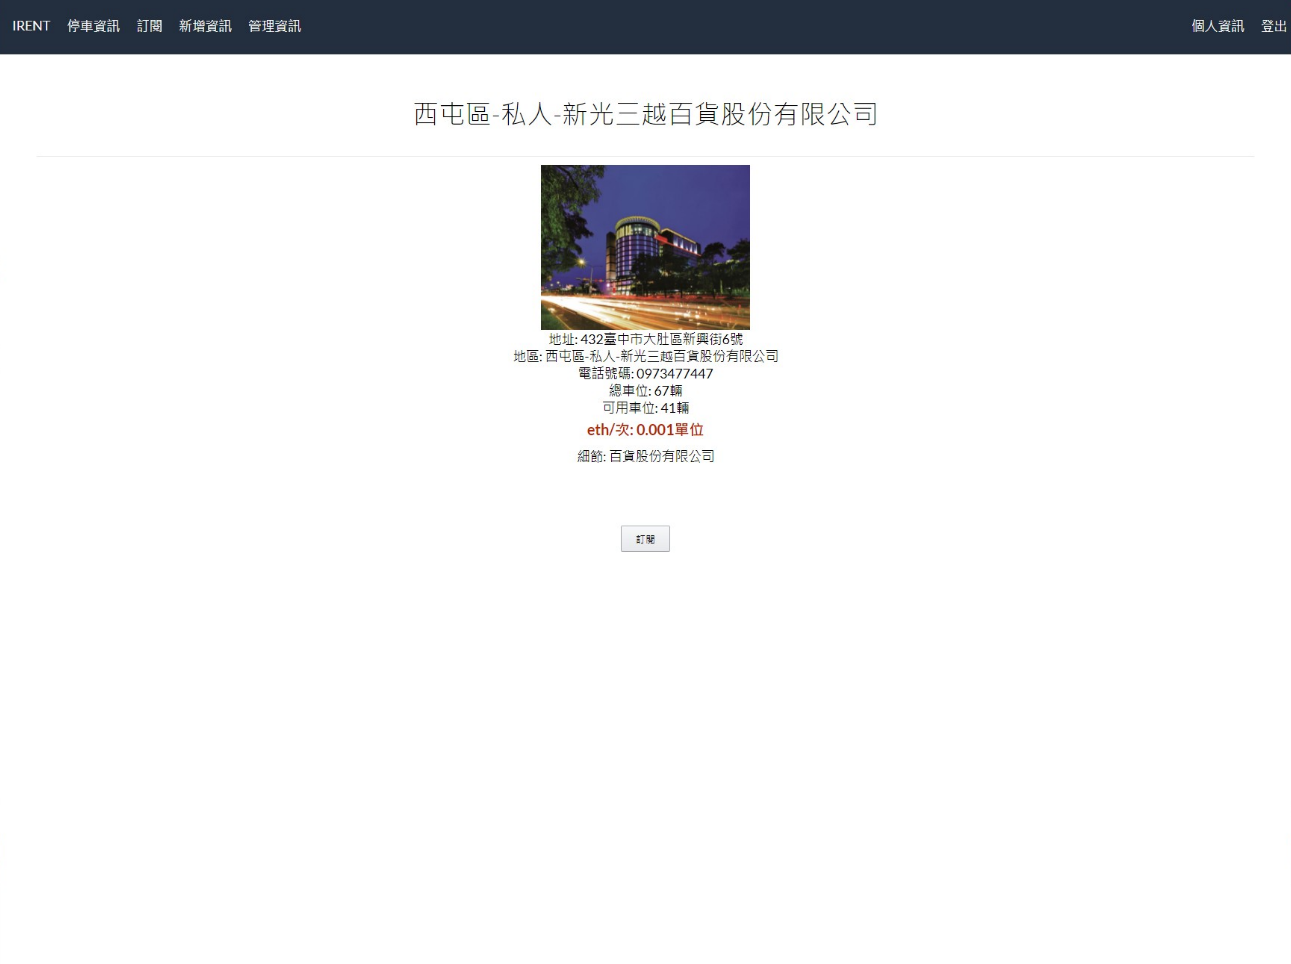 IRENT 停車資訊 訂閱 新增資訊 管理資訊 個人資訊 登出
西屯區-私人-新光三越百貨股份有限公司
地址: 432臺中市大肚區新興街6號
地區: 西屯區-私人-新光三越百貨股份有限公司
電話號碼: 0973477447
總車位: 67輛
可用車位: 41輛
eth/次: 0.001單位
細節: 百貨股份有限公司
訂閱